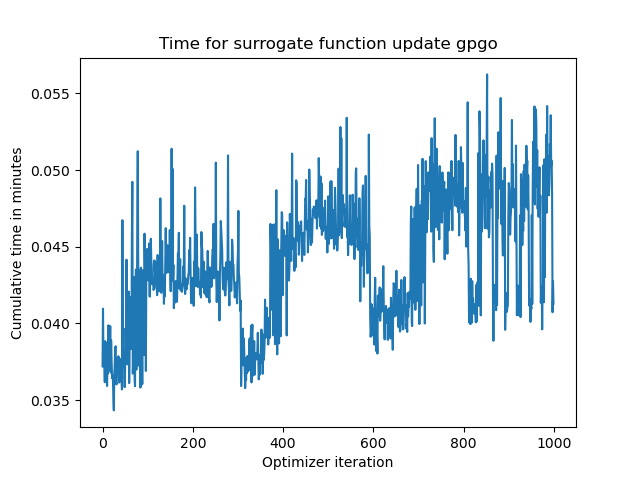 Time for surrogate function update gpgo
Cumulative time in minutes
0.055
0.050
0.045
0.040
0.035
0 200 400 600 800 1000
Optimizer iteration